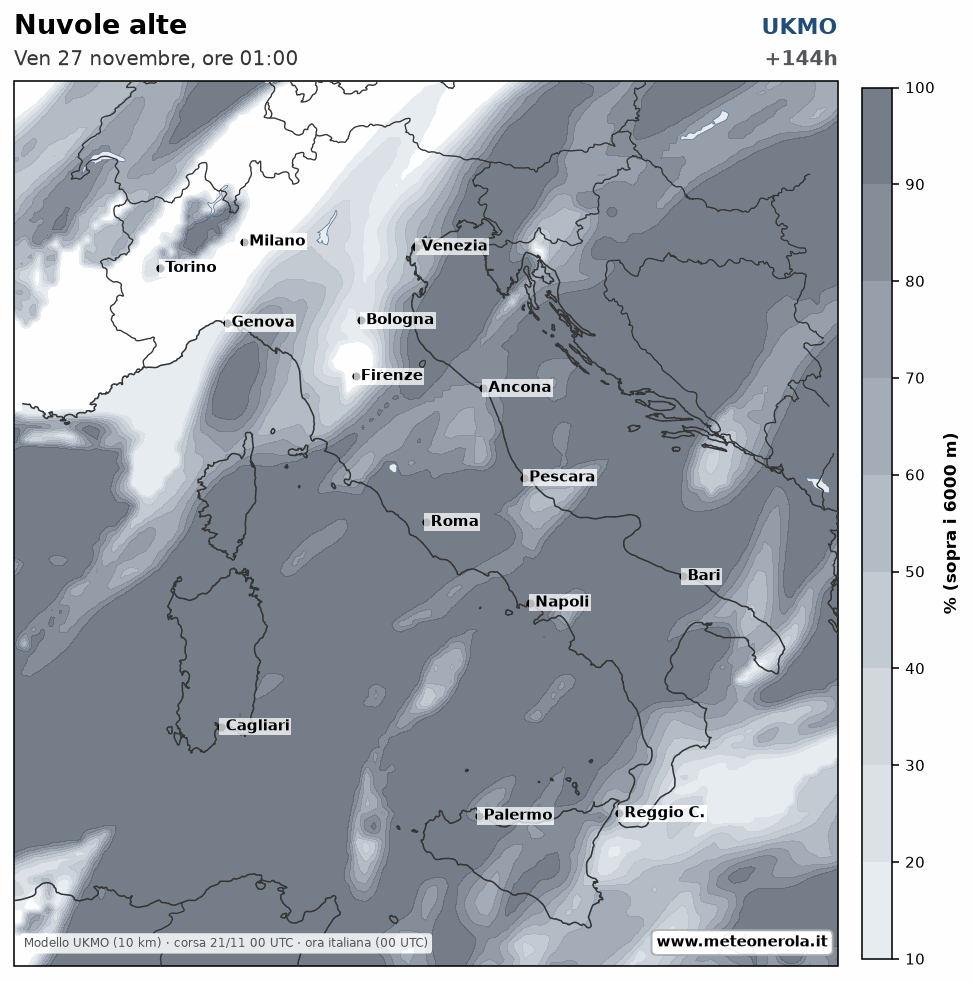 Nuvole alte
UKMO
Ven 27 novembre, ore 01:00
+144h
100
90
80
70
60
50
40
30
20
10
% (sopra i 6000 m)
Milano
Venezia
Torino
Genova
Bologna
Firenze
Ancona
Pescara
Roma
Bari
Napoli
Cagliari
Palermo
Reggio C.
Modello UKMO (10 km) · corsa 21/11 00 UTC · ora italiana (00 UTC)
www.meteonerola.it